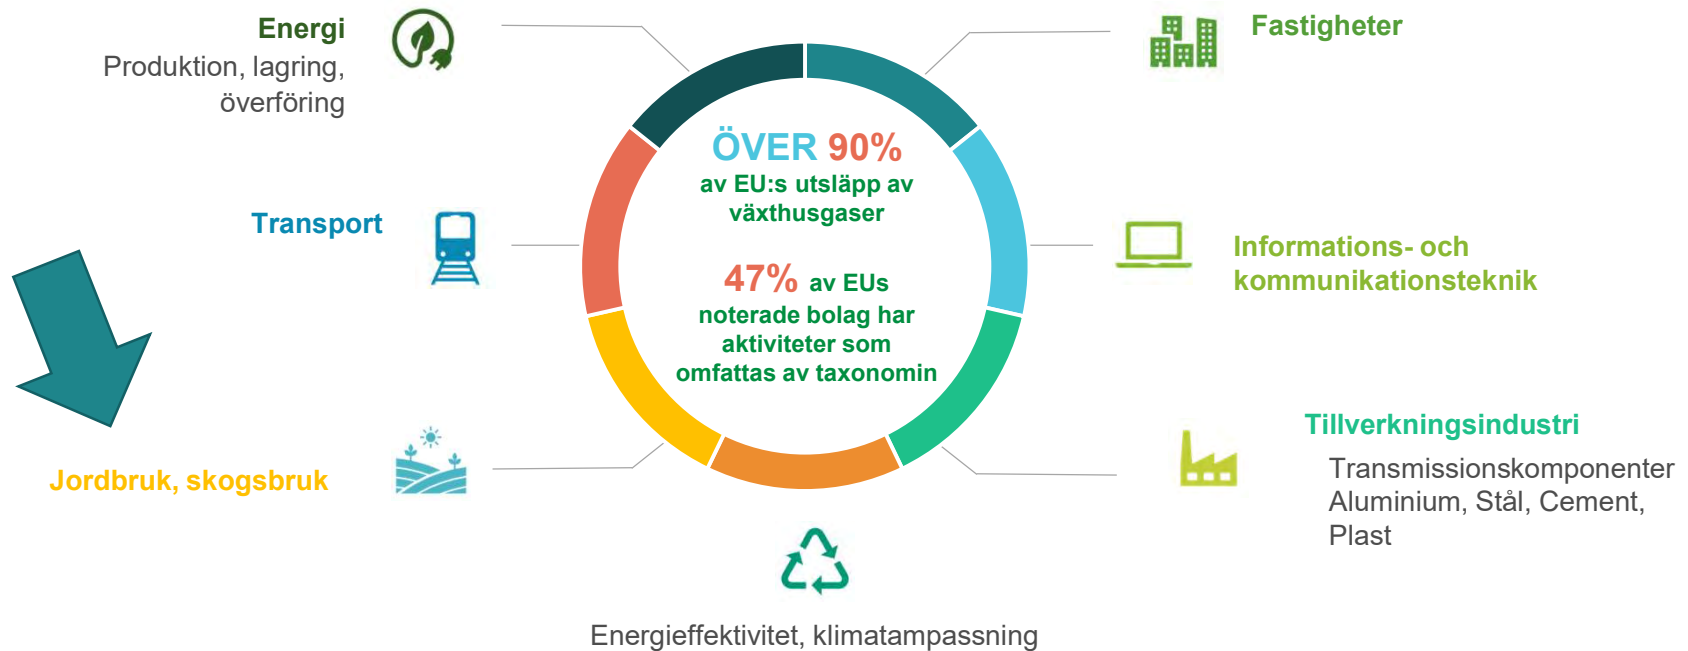 Energi
Produktion, lagring,
överföring
Fastigheter
ÖVER 90%
av EU:s utsläpp av
växthusgaser
47% av EUs
noterade bolag har
aktiviteter som
omfattas av taxonomin
Transport
Informations- och
kommunikationsteknik
Jordbruk, skogsbruk
Tillverkningsindustri
Transmissionskomponenter
Aluminium, Stål, Cement,
Plast
Energieffektivitet, klimatampassning